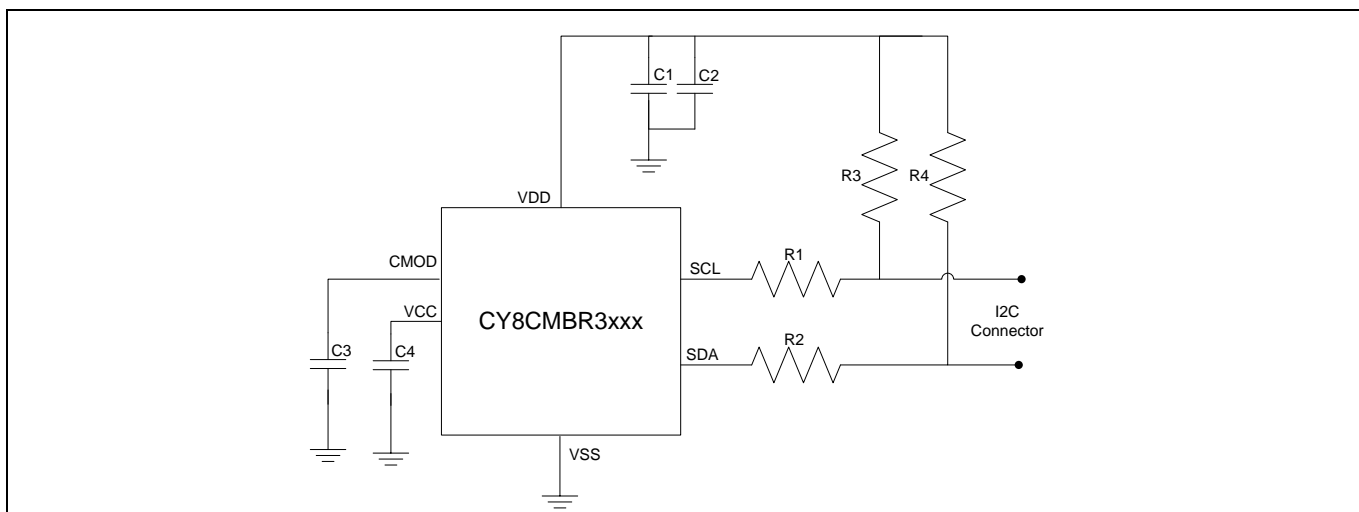 C1
C2
R3
R4
VDD
CMOD
SCL
R1
VCC
CY8CMBR3xxx
I2C
Connector
C3
C4
SDA
R2
VSS